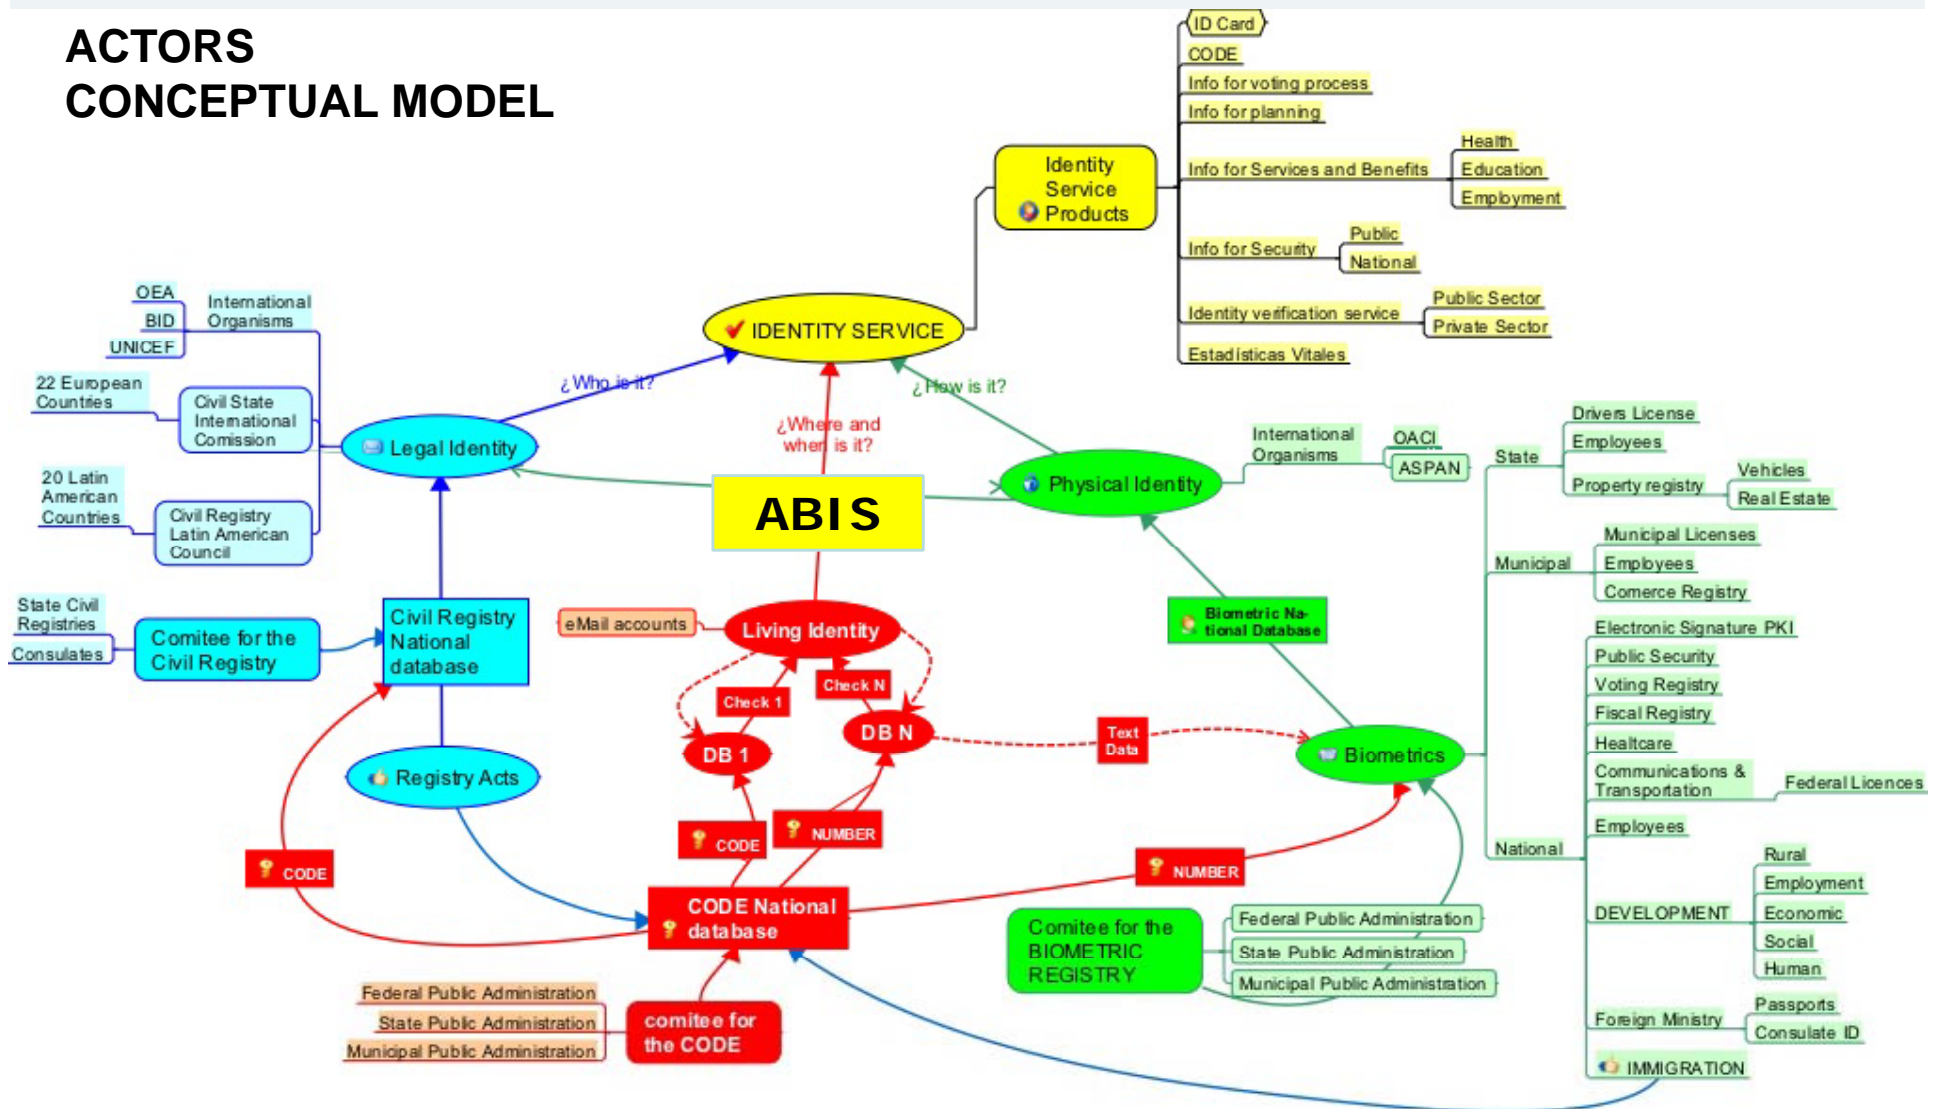 ACTORS
CONCEPTUAL MODEL
ID Card
CODE
Info for voting process
Info for planning
Identity
Service
Products
Info for Services and Benefits
Health
Education
Employment
Info for Security
Public
National
Identity verification service
Public Sector
Private Sector
Estadísticas Vitales
IDENTITY SERVICE
OEA
BID
UNICEF
International
Organisms
22 European
Countries
Civil State
International
Comission
20 Latin
American
Countries
Civil Registry
Latin American
Council
Legal Identity
¿Who is it?
¿Where and
when is it?
¿How is it?
ABIS
Physical Identity
International
Organisms
OACI
ASPAN
State
Drivers License
Employees
Property registry
Vehicles
Real Estate
Municipal
Municipal Licenses
Employees
Comerce Registry
State Civil
Registries
Consulates
Comitee for the
Civil Registry
Civil Registry
National
database
eMail accounts
Living Identity
Biometric Na-
tional Database
Check 1
Check N
DB 1
DB N
Text
Data
Biometrics
Registry Acts
CODE
CODE
NUMBER
NUMBER
CODE National
database
National
Electronic Signature PKI
Public Security
Voting Registry
Fiscal Registry
Healtcare
Communications &
Transportation
Federal Licences
Employees
DEVELOPMENT
Rural
Employment
Economic
Social
Human
Foreign Ministry
Passports
Consulate ID
IMMIGRATION
Comitee for the
BIOMETRIC
REGISTRY
Federal Public Administration
State Public Administration
Municipal Public Administration
Federal Public Administration
State Public Administration
Municipal Public Administration
comitee for
the CODE